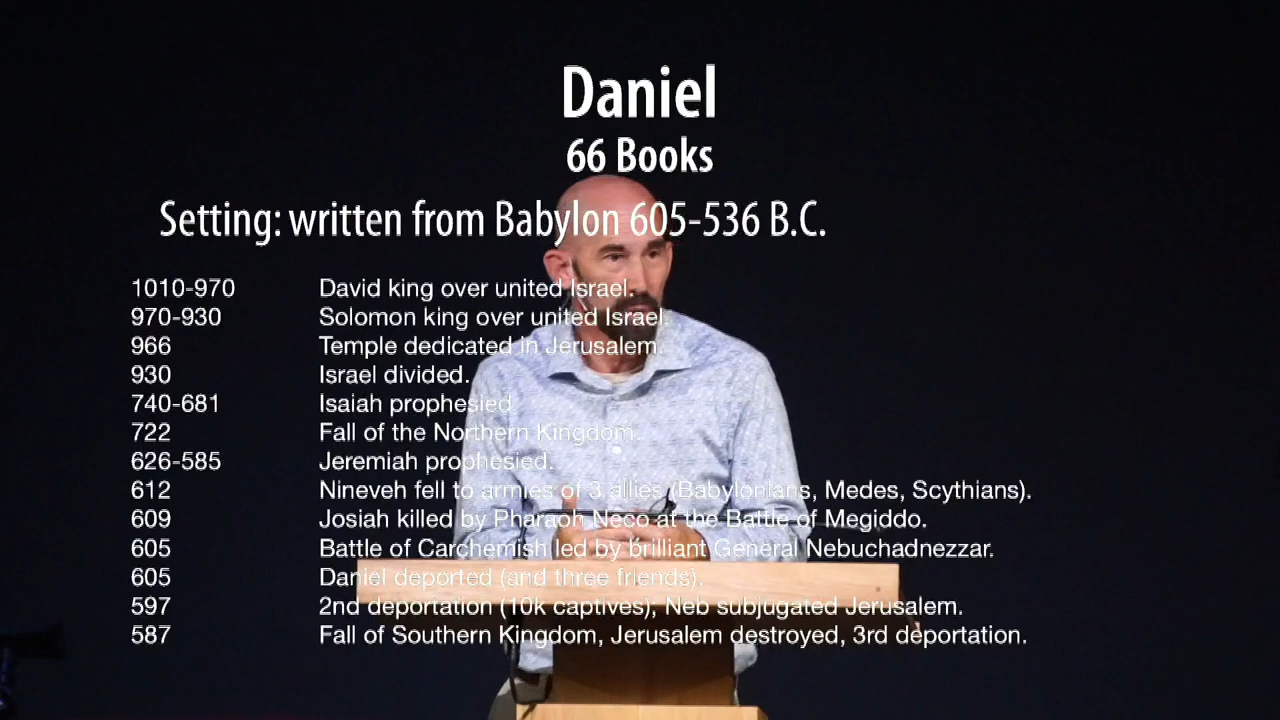 Daniel
66 Books
Setting: written from Babylon 605-536 B.C.
1010-970 David king over united Israel.
970-930 Solomon king over united Israel.
966 Temple dedicated in Jerusalem.
930 Israel divided.
740-681 Isaiah prophesied.
722 Fall of the Northern Kingdom.
626-585 Jeremiah prophesied.
612 Nineveh fell to armies of 3 allies (Babylonians, Medes, Scythians).
609 Josiah killed by Pharaoh Neco at the Battle of Megiddo.
605 Battle of Carchemish led by brilliant General Nebuchadnezzar.
605 Daniel deported (and three friends).
597 2nd deportation (10k captives); Neb subjugated Jerusalem.
587 Fall of Southern Kingdom, Jerusalem destroyed, 3rd deportation.